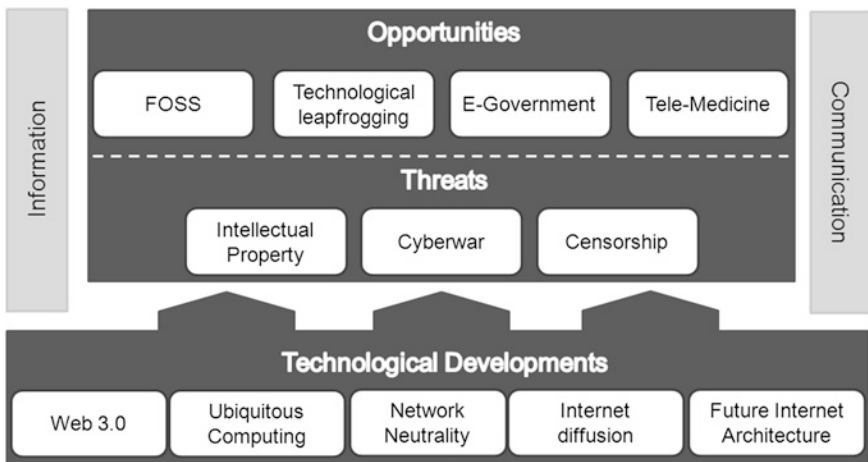 Opportunities
FOSS
Technological
leapfrogging
E-Government
Tele-Medicine
Threats
Intellectual
Property
Cyberwar
Censorship
Information
Communication
Technological Developments
Web 3.0
Ubiquitous
Computing
Network
Neutrality
Internet
diffusion
Future Internet
Architecture